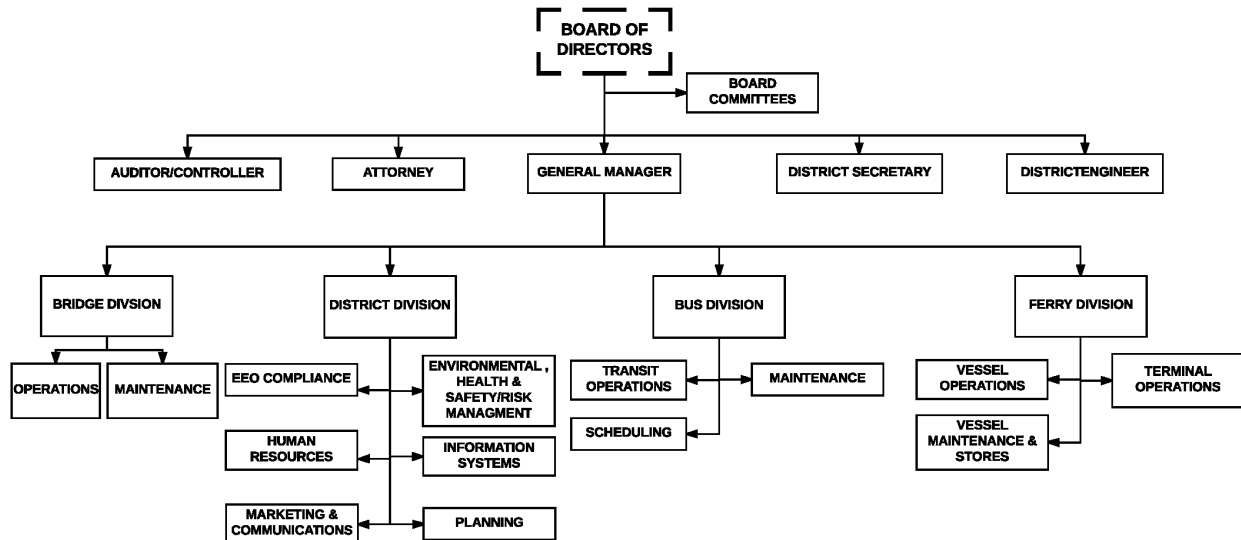 BOARD OF
DIRECTORS
BOARD
COMMITTEES
AUDITOR/CONTROLLER
ATTORNEY
GENERAL MANAGER
DISTRICT SECRETARY
DISTRICTENGINEER
BRIDGE DIVSION
DISTRICT DIVISION
BUS DIVISION
FERRY DIVISION
OPERATIONS
MAINTENANCE
EEO COMPLIANCE
ENVIRONMENTAL ,
HEALTH &
SAFETY/RISK
MANAGMENT
TRANSIT
OPERATIONS
MAINTENANCE
VESSEL
OPERATIONS
TERMINAL
OPERATIONS
HUMAN
RESOURCES
INFORMATION
SYSTEMS
SCHEDULING
VESSEL
MAINTENANCE &
STORES
MARKETING &
COMMUNICATIONS
PLANNING